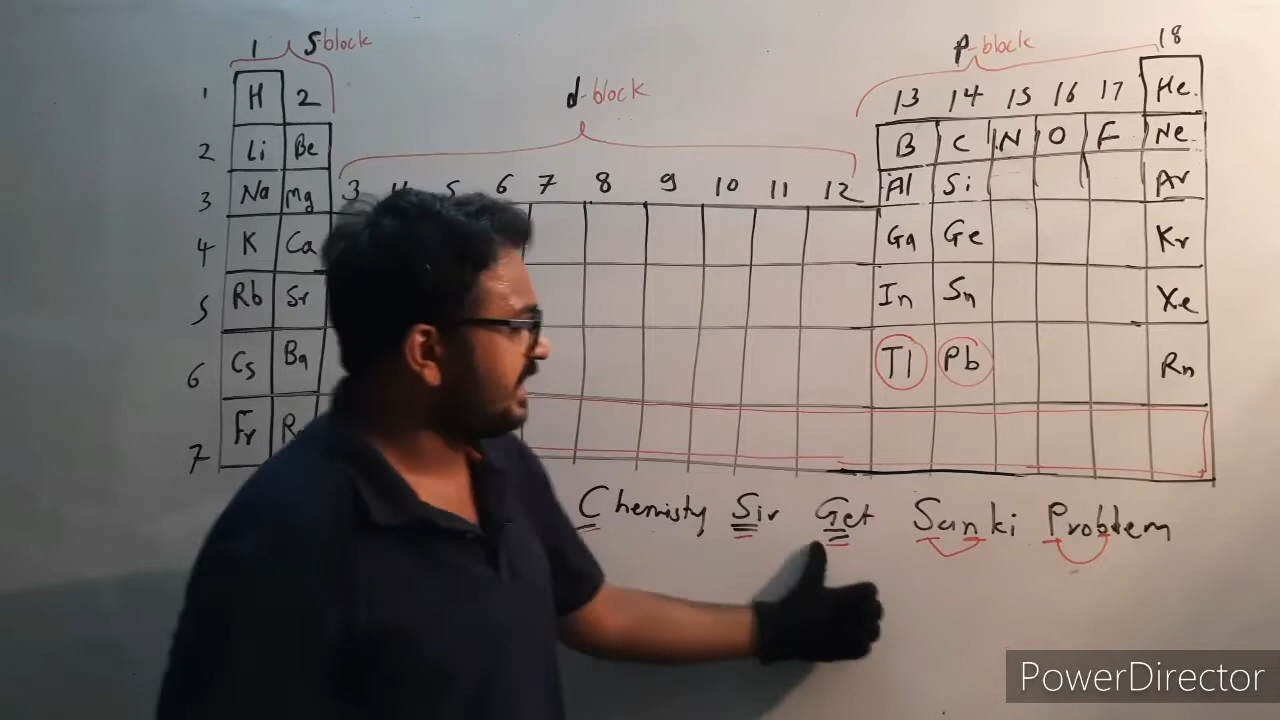 1 S-block p-block 18
1 H 2 d-block 13 14 15 16 17 He
2 Li Be B C N O F Ne
3 Na Mg 3 5 6 7 8 9 10 11 12 Al Si Ar
4 K Ca Ga Ge Kr
5 Rb Sr In Sn Xe
6 Cs Ba Tl Pb Rn
7 Fr
Chemisty Sir Get Sanki Problem
PowerDirector